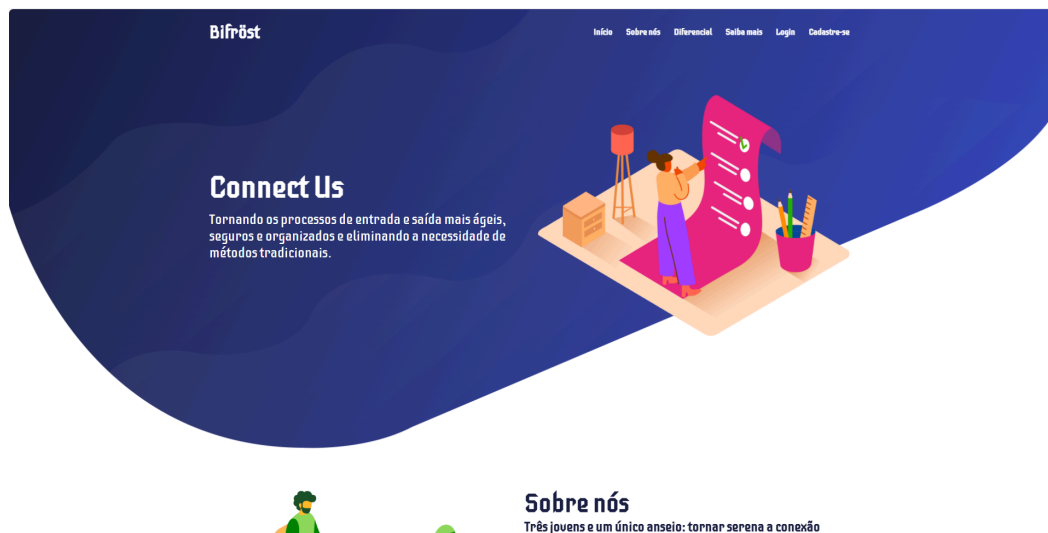 Bifröst
Início Sobre nós Diferencial Saiba mais Login Cadastre-se
Connect Us
Tornando os processos de entrada e saída mais ágeis,
seguros e organizados e eliminando a necessidade de
métodos tradicionais.
Sobre nós
Três jovens e um único anseio: tornar serena a conexão